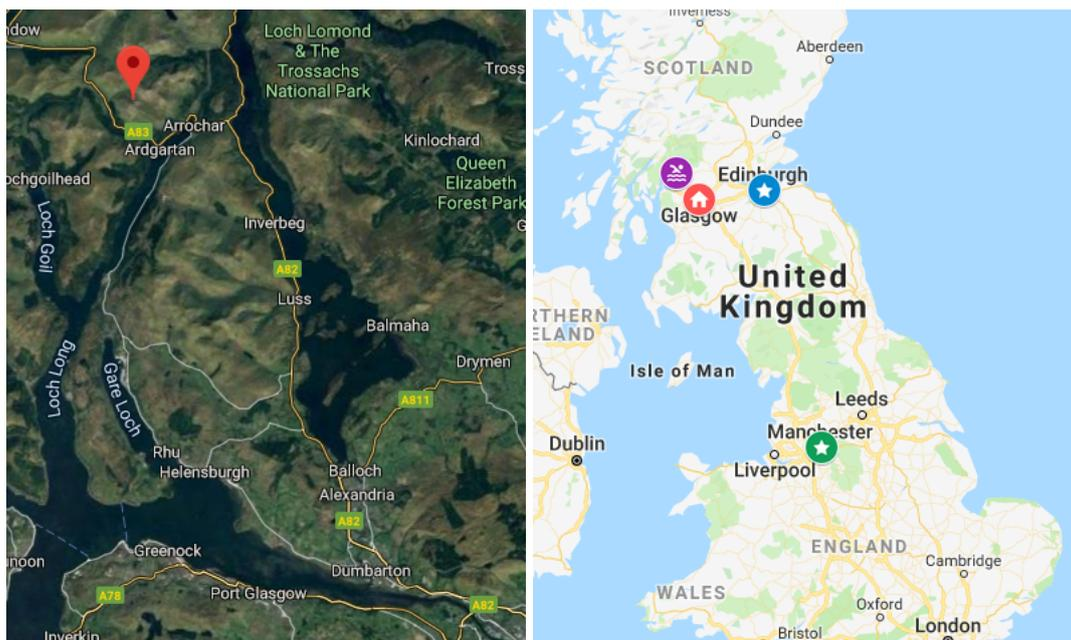 ndow
Loch Lomond
& The
Trossachs
National Park
Tross
A83
Arrochar
Ardgartan
Kinlochard
Queen
Elizabeth
Forest Park
ochgoilhead
Loch Goil
Inverbeg
G
A82
Luss
Balmaha
Loch Long
Gare Loch
Drymen
A811
Rhu
Helensburgh
Balloch
Alexandria
A82
unoon
Greenock
Dumbarton
A78
Port Glasgow
A82
Inverkip
Inverness
Aberdeen
SCOTLAND
Dundee
Edinburgh
Glasgow
United
Kingdom
RTHERN
ELAND
Isle of Man
Leeds
Manchester
Dublin
Liverpool
ENGLAND
Cambridge
WALES
Oxford
London
Bristol